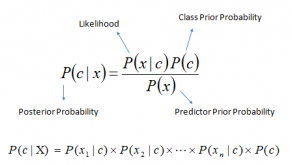 Likelihood
Class Prior Probability
P(c | x) = P(x | c)P(c) / P(x)
Posterior Probability
Predictor Prior Probability
P(c | X) = P(x₁ | c) × P(x₂ | c) × ⋯ × P(xₙ | c) × P(c)